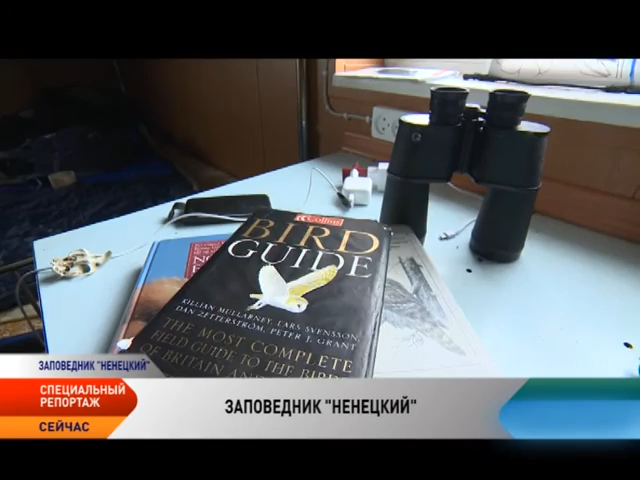 Collins
BIRD
GUIDE
KILLIAN MULLARNEY, LARS SVENSSON,
DAN ZETTERSTRÖM, PETER J. GRANT
THE MOST COMPLETE
FIELD GUIDE TO THE BIRDS
OF BRITAIN AND
ЗАПОВЕДНИК "НЕНЕЦКИЙ"
СПЕЦИАЛЬНЫЙ
РЕПОРТАЖ
СЕЙЧАС
ЗАПОВЕДНИК "НЕНЕЦКИЙ"